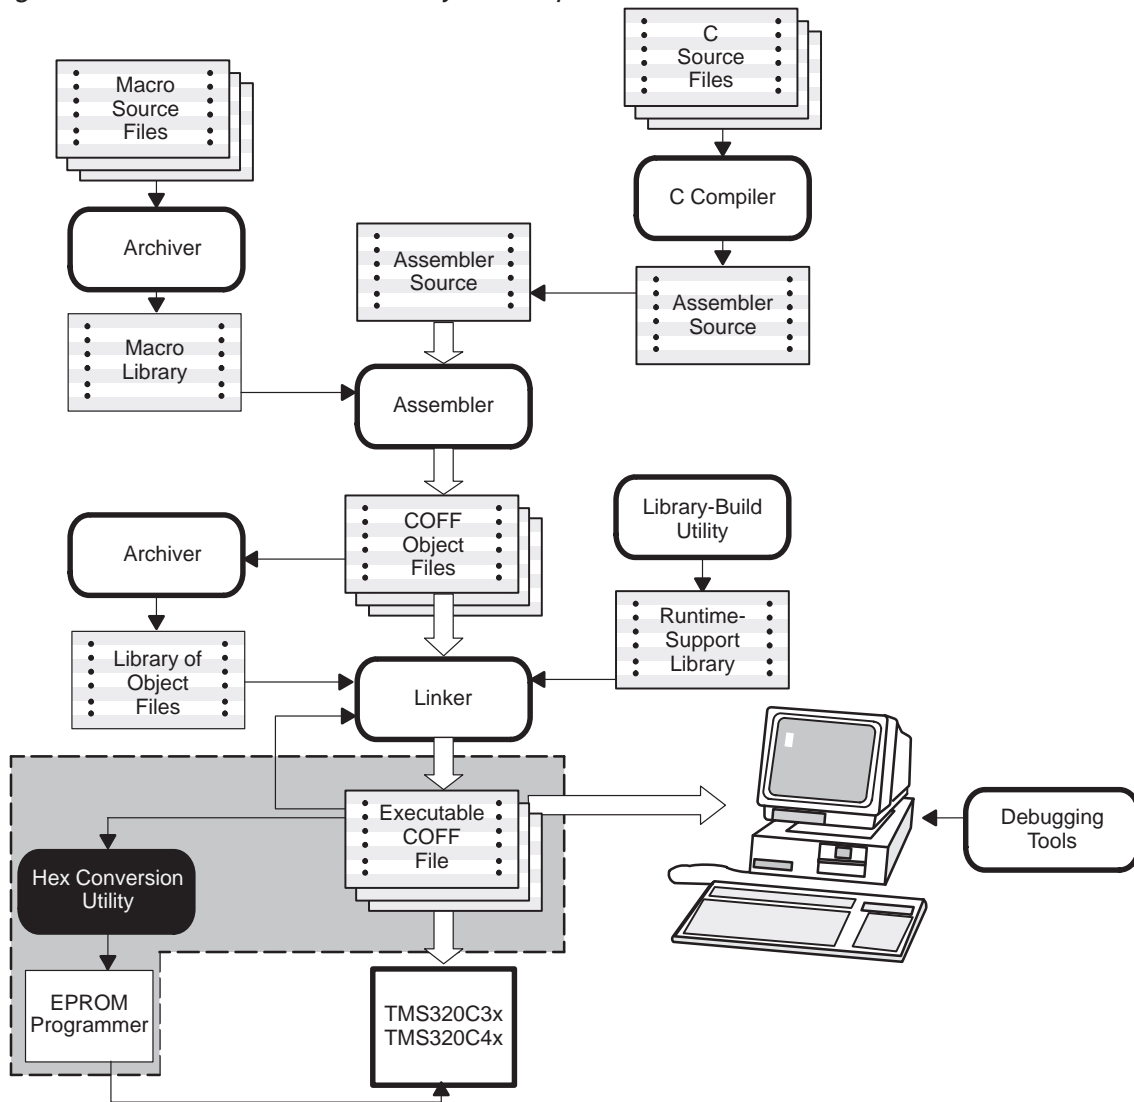 C
Source
Files
Macro
Source
Files
C Compiler
Archiver
Assembler
Source
Assembler
Source
Macro
Library
Assembler
Library-Build
Utility
COFF
Object
Files
Archiver
Runtime-
Support
Library
Library of
Object
Files
Linker
Executable
COFF
File
Debugging
Tools
Hex Conversion
Utility
EPROM
Programmer
TMS320C3x
TMS320C4x